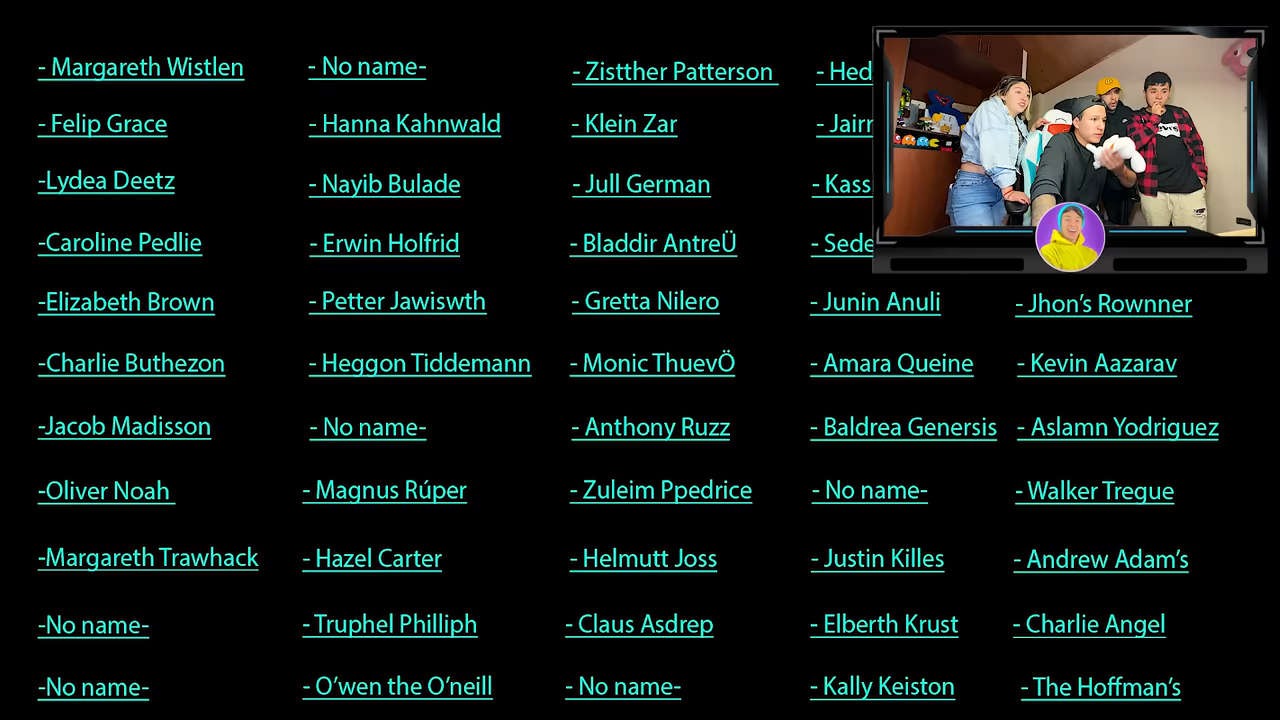 - Margareth Wistlen
- Felip Grace
-Lydea Deetz
-Caroline Pedlie
-Elizabeth Brown
-Charlie Buthezon
-Jacob Madisson
-Oliver Noah
-Margareth Trawhack
-No name-
-No name-
- No name-
- Hanna Kahnwald
- Nayib Bulade
- Erwin Holfrid
- Petter Jawiswth
- Heggon Tiddemann
- No name-
- Magnus Rúper
- Hazel Carter
- Truphel Philliph
- O’wen the O’neill
- Zistther Patterson
- Klein Zar
- Jull German
- Bladdir AntreÜ
- Gretta Nilero
- Monic ThuevÖ
- Anthony Ruzz
- Zuleim Ppedrice
- Helmutt Joss
- Claus Asdrep
- No name-
- Hed
- Jairr
- Kass
- Sede
- Junin Anuli
- Amara Queine
- Baldrea Genersis
- No name-
- Justin Killes
- Elberth Krust
- Kally Keiston
- Jhon’s Rownner
- Kevin Aazarav
- Aslamn Yodriguez
- Walker Tregue
- Andrew Adam’s
- Charlie Angel
- The Hoffman’s